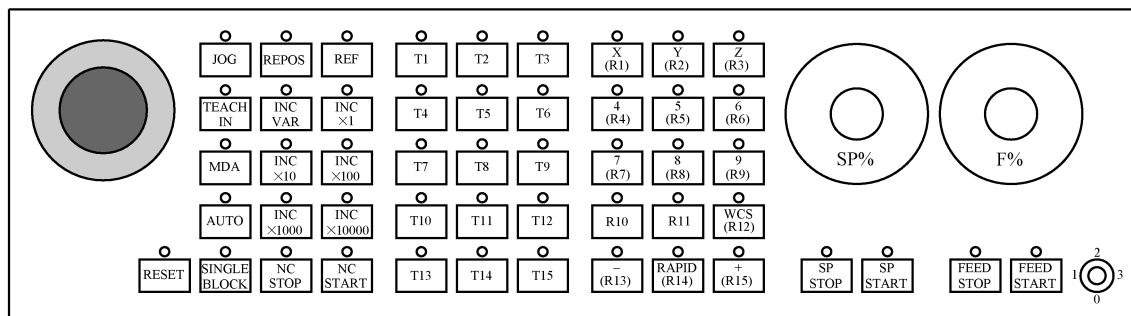 JOG
REPOS
REF
T1
T2
T3
X
(R1)
Y
(R2)
Z
(R3)
TEACH
IN
INC
VAR
INC
×1
T4
T5
T6
4
(R4)
5
(R5)
6
(R6)
SP%
F%
MDA
INC
×10
INC
×100
T7
T8
T9
7
(R7)
8
(R8)
9
(R9)
AUTO
INC
×1000
INC
×10000
T10
T11
T12
R10
R11
WCS
(R12)
RESET
SINGLE
BLOCK
NC
STOP
NC
START
T13
T14
T15
−
(R13)
RAPID
(R14)
+
(R15)
SP
STOP
SP
START
FEED
STOP
FEED
START
2
1
3
0